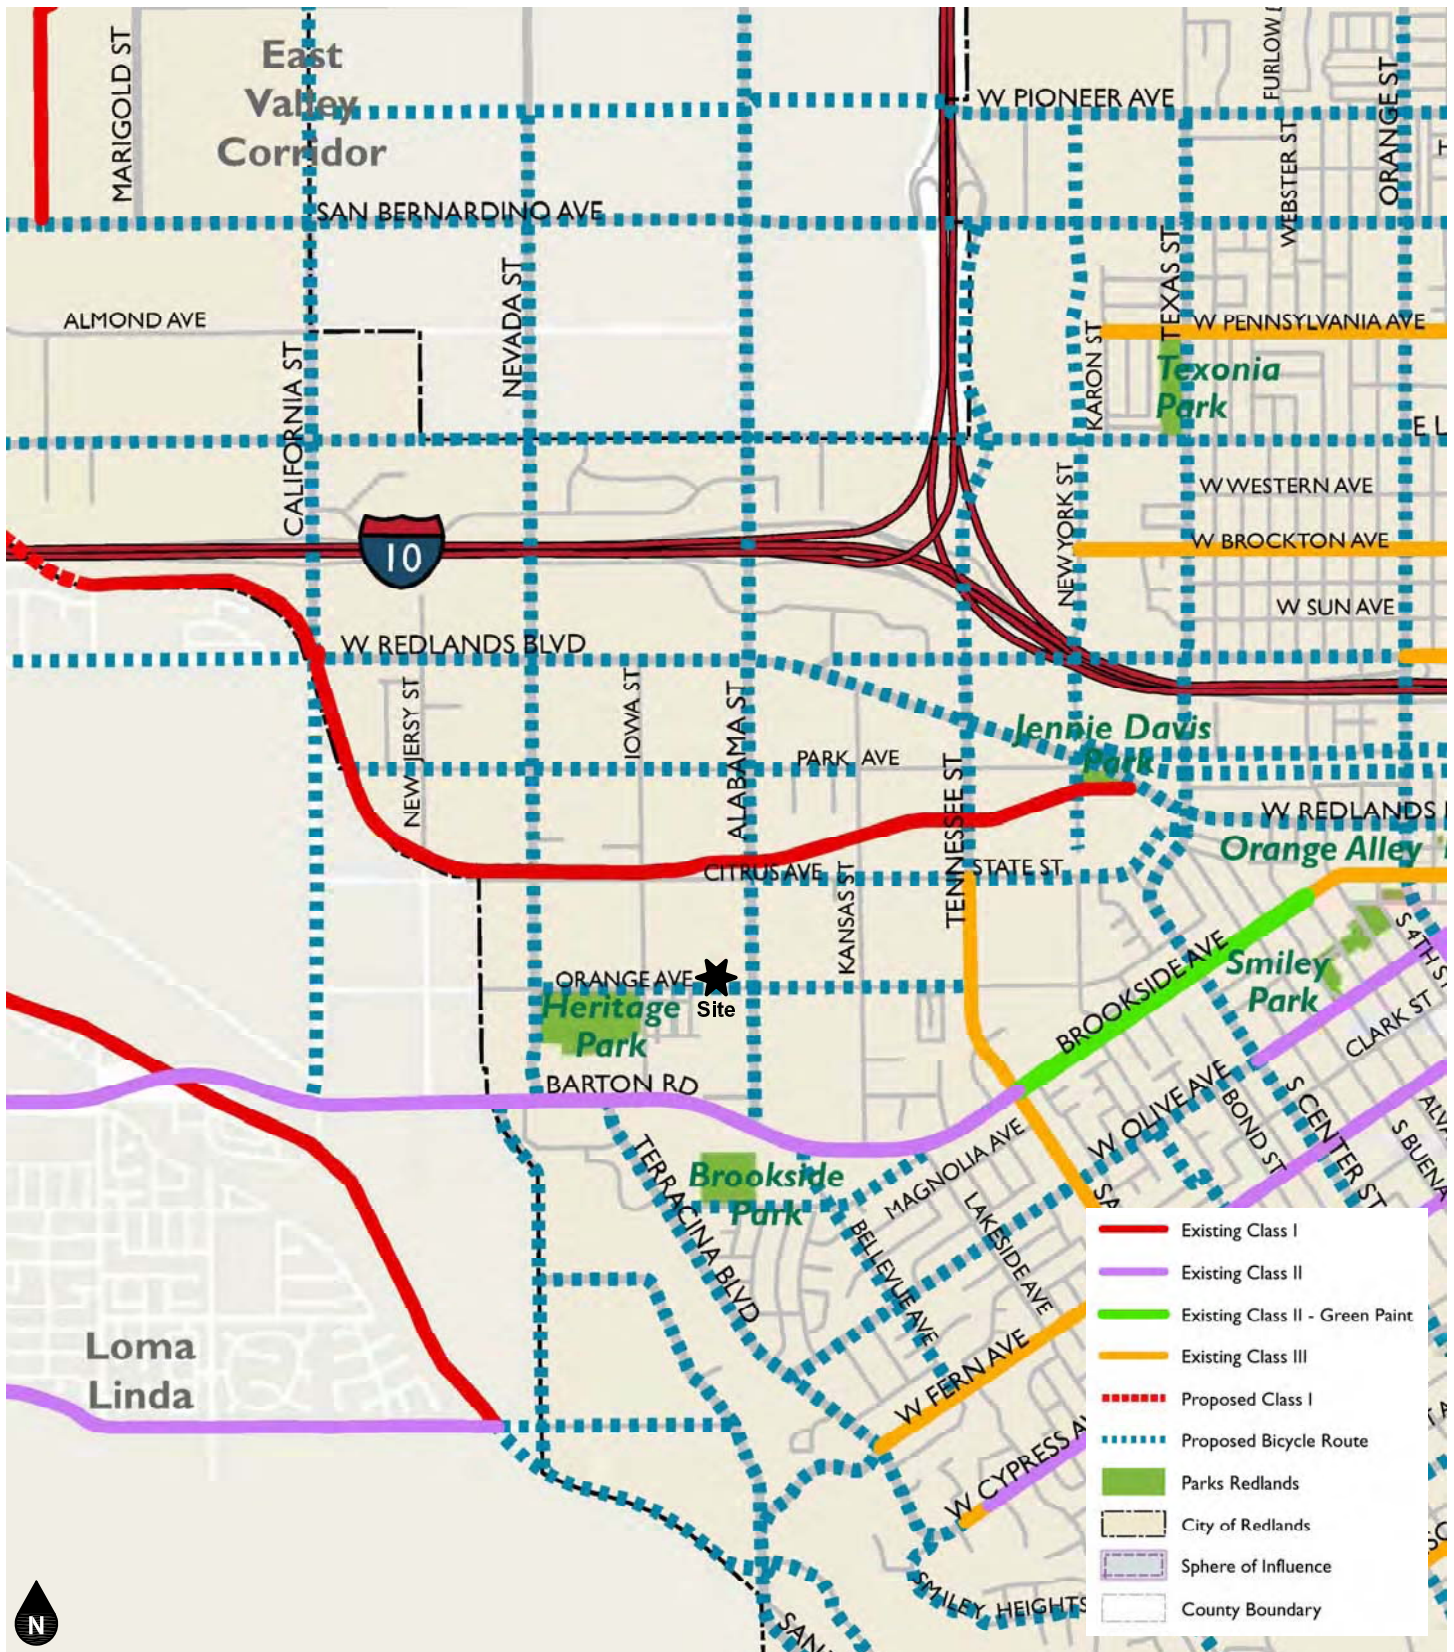 MARIGOLD ST
East
Valley
Corridor
W PIONEER AVE
ORANGE ST
WEBSTER ST
SAN BERNARDINO AVE
NEVADA ST
TEXAS ST
ALMOND AVE
CALIFORNIA ST
W PENNSYLVANIA AVE
KARON ST
Texonia
Park
E L
NEW YORK ST
W WESTERN AVE
W BROCKTON AVE
10
W SUN AVE
W REDLANDS BLVD
NEW JERSY ST
IOWA ST
ALABAMA ST
Jennie Davis
Park
PARK AVE
TENNESSEE ST
W REDLANDS
Orange Alley
CITRUS AVE
STATE ST
KANSAS ST
S 4TH ST
BROOKSIDE AVE
Smiley
Park
ORANGE AVE
Site
Heritage
Park
CLARK ST
BARTON RD
W OLIVE AVE
BOND ST
S CENTER ST
S BUENA
MAGNOLIA AVE
TERRACINA BLVD
Brookside
Park
LAKESIDE AVE
BELLEVUE AVE
Loma
Linda
W FERN AVE
W CYPRESS AV
SMILEY HEIGHTS
Existing Class I
Existing Class II
Existing Class II - Green Paint
Existing Class III
Proposed Class I
Proposed Bicycle Route
Parks Redlands
City of Redlands
Sphere of Influence
County Boundary
N